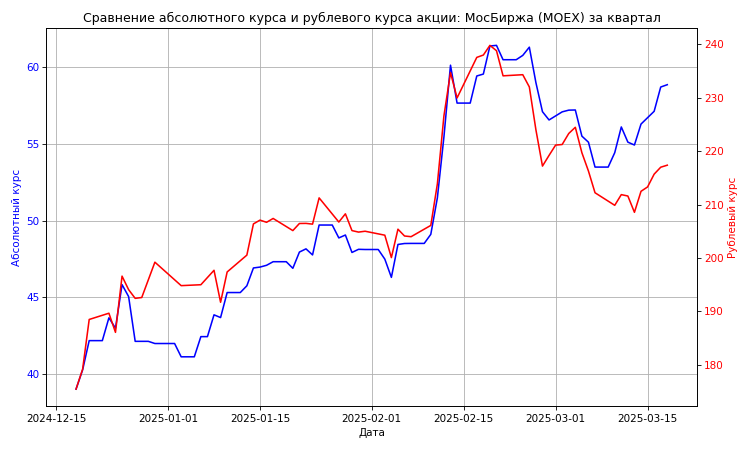 Сравнение абсолютного курса и рублевого курса акции: МосБиржа (MOEX) за квартал
Абсолютный курс
60
55
50
45
40
240
230
220
210
200
190
180
Рублевый курс
2024-12-15 2025-01-01 2025-01-15 2025-02-01 2025-02-15 2025-03-01 2025-03-15
Дата